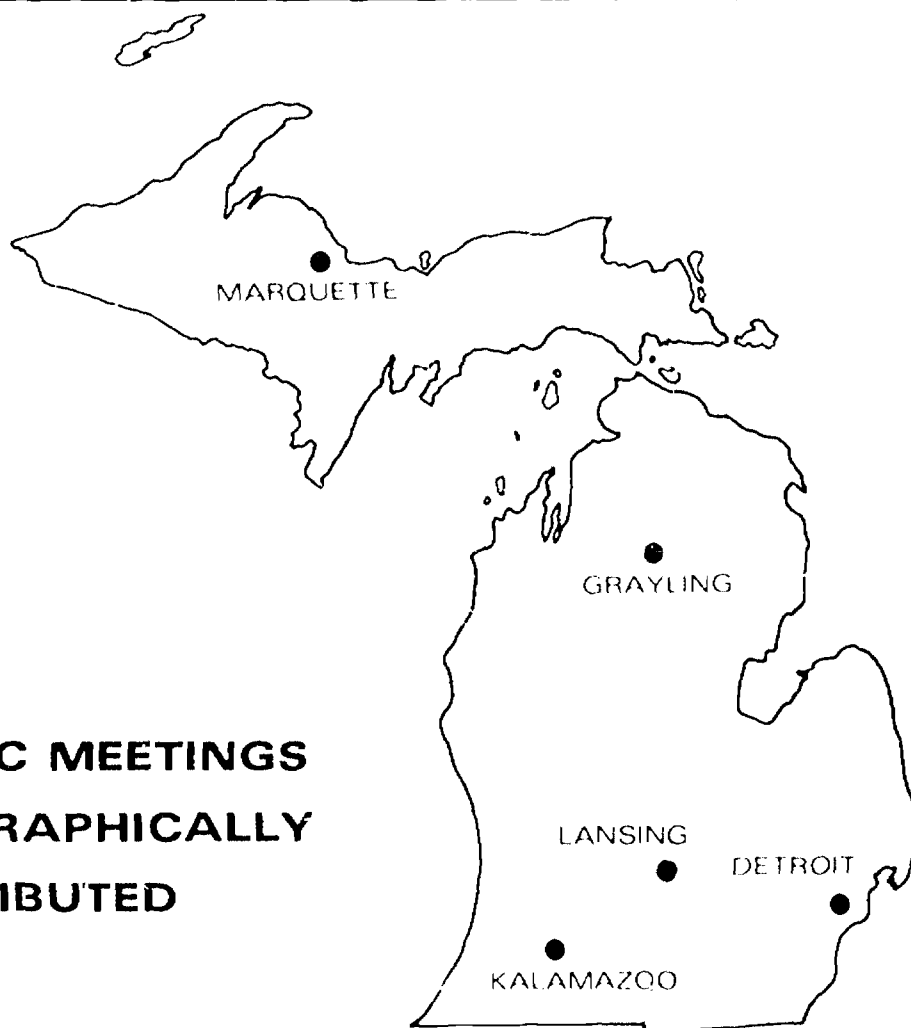 MARQUETTE
GRAYLING
C MEETINGS
RAPHICALLY
IBUTED
LANSING
DETROIT
KALAMAZOO